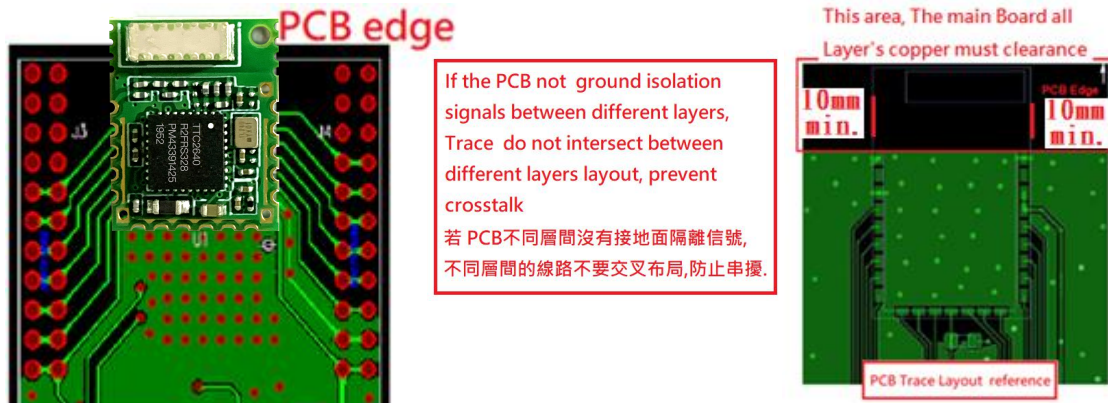 PCB edge
J3
TTC2640
R2FRS328
PM43391425
1952
U1
If the PCB not ground isolation
signals between different layers,
Trace do not intersect between
different layers layout, prevent
crosstalk
若 PCB不同層間沒有接地面隔離信號,
不同層間的線路不要交叉布局,防止串擾.
This area, The main Board all
Layer's copper must clearance
PCB Edge
10mm
min.
10mm
min.
PCB Trace Layout reference